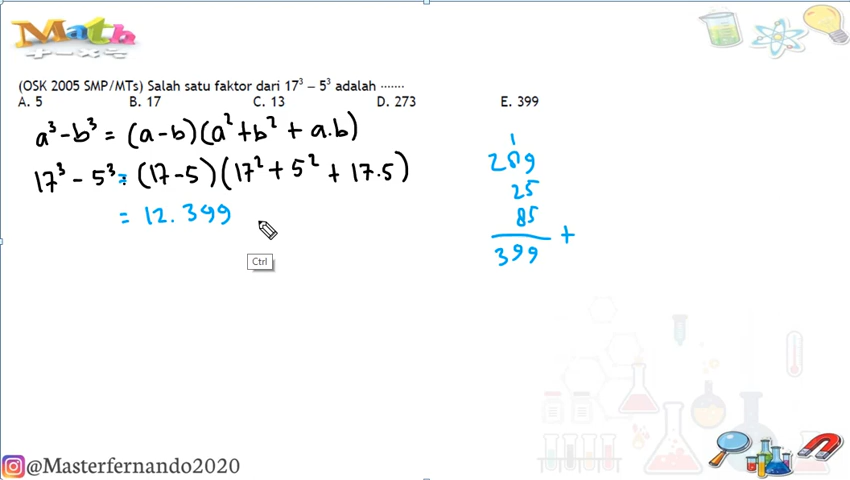 Math
(OSK 2005 SMP/MTs) Salah satu faktor dari 17³ – 5³ adalah .......
A. 5 B. 17 C. 13 D. 273 E. 399
a³ - b³ = (a - b)(a² + b² + a.b)
17³ - 5³ = (17 - 5)(17² + 5² + 17.5)
= 12. 399
Ctrl
1
289
25
85
+
399
@Masterfernando2020